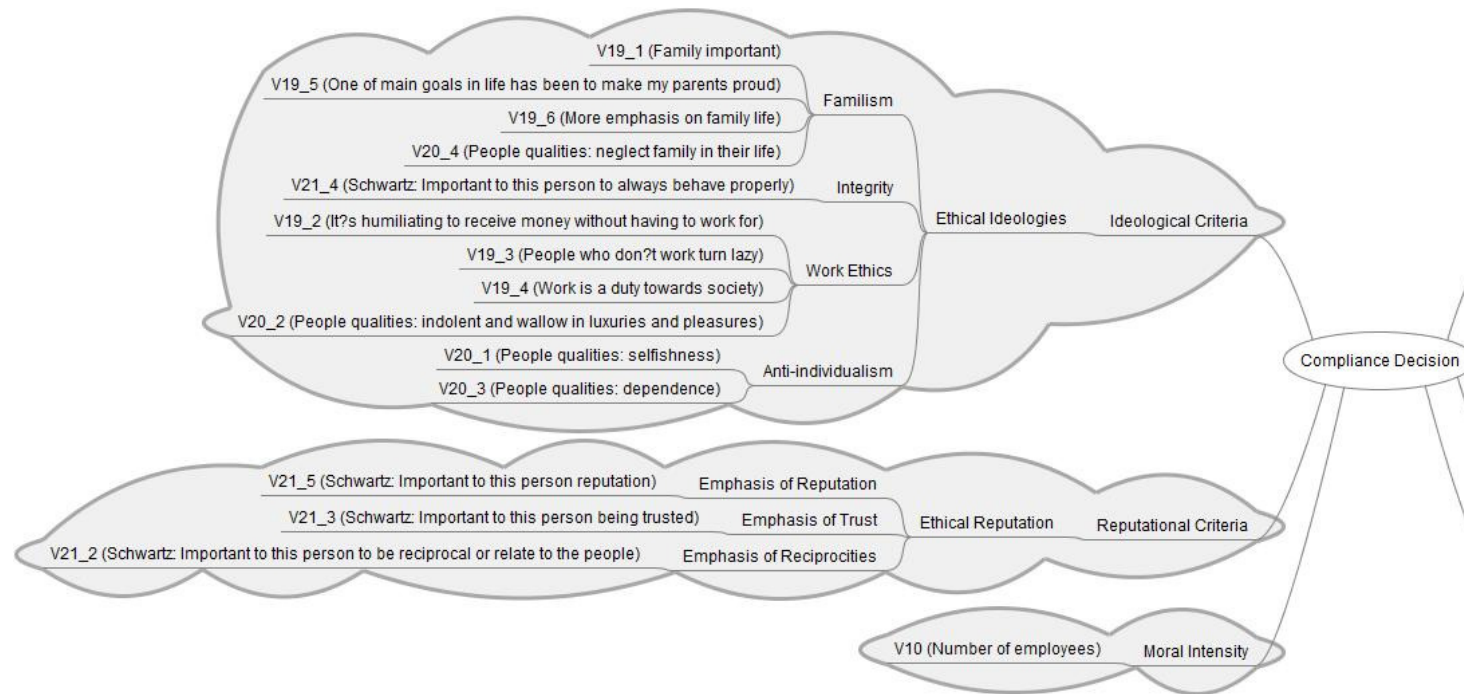 V19_1 (Family important)
V19_5 (One of main goals in life has been to make my parents proud)
Familism
V19_6 (More emphasis on family life)
V20_4 (People qualities: neglect family in their life)
V21_4 (Schwartz: Important to this person to always behave properly)
Integrity
V19_2 (It?s humiliating to receive money without having to work for)
Ethical Ideologies
Ideological Criteria
V19_3 (People who don?t work turn lazy)
Work Ethics
V19_4 (Work is a duty towards society)
V20_2 (People qualities: indolent and wallow in luxuries and pleasures)
V20_1 (People qualities: selfishness)
Anti-individualism
V20_3 (People qualities: dependence)
Compliance Decision
V21_5 (Schwartz: Important to this person reputation)
Emphasis of Reputation
V21_3 (Schwartz: Important to this person being trusted)
Emphasis of Trust
Ethical Reputation
Reputational Criteria
V21_2 (Schwartz: Important to this person to be reciprocal or relate to the people)
Emphasis of Reciprocities
V10 (Number of employees)
Moral Intensity